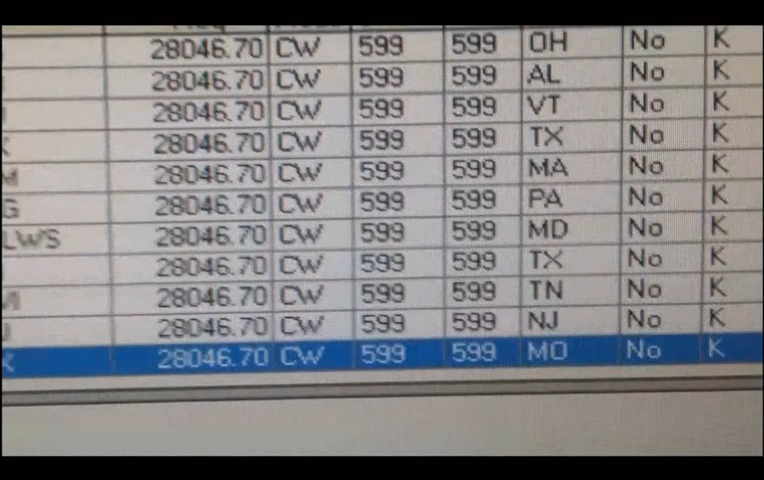 28046.70 CW 599 599 OH No K
28046.70 CW 599 599 AL No K
28046.70 CW 599 599 VT No K
28046.70 CW 599 599 TX No K
28046.70 CW 599 599 MA No K
G 28046.70 CW 599 599 PA No K
LWS 28046.70 CW 599 599 MD No K
28046.70 CW 599 599 TX No K
28046.70 CW 599 599 TN No K
J 28046.70 CW 599 599 NJ No K
28046.70 CW 599 599 MO No K